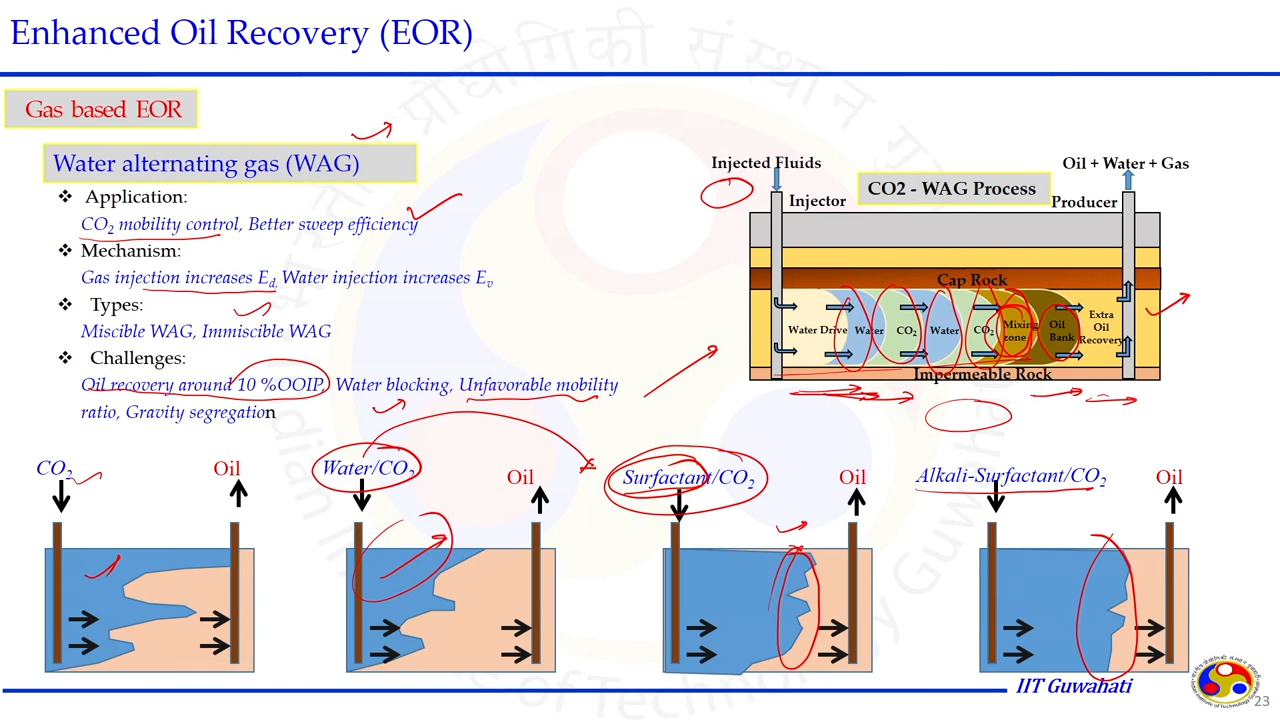 Enhanced Oil Recovery (EOR)
Gas based EOR
Water alternating gas (WAG)
❖ Application:
CO2 mobility control, Better sweep efficiency
❖ Mechanism:
Gas injection increases Ed, Water injection increases Ev
❖ Types:
Miscible WAG, Immiscible WAG
❖ Challenges:
Oil recovery around 10 %OOIP, Water blocking, Unfavorable mobility
ratio, Gravity segregation
Injected Fluids
Oil + Water + Gas
CO2 - WAG Process
Injector
Producer
Cap Rock
Water Drive
Water
CO2
Water
CO2
Mixing
zone
Oil
Bank
Extra
Oil
Recovery
Impermeable Rock
CO2
Oil
Water/CO2
Oil
Surfactant/CO2
Oil
Alkali-Surfactant/CO2
Oil
IIT Guwahati
23